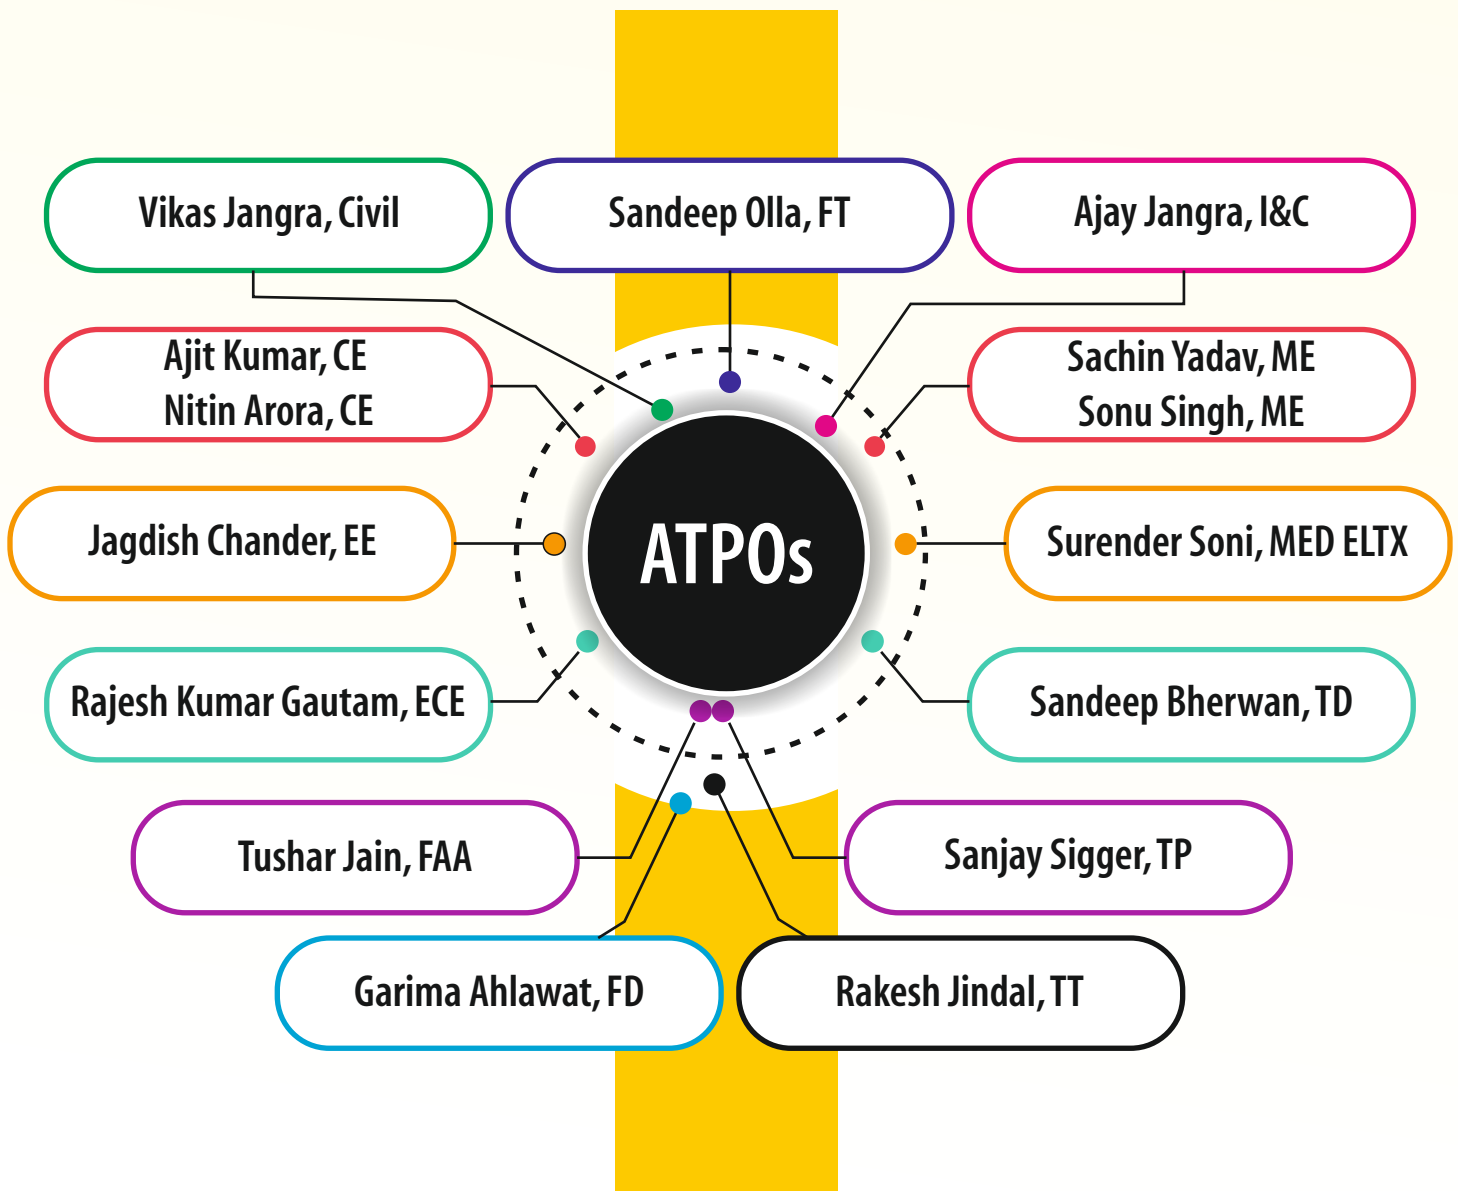 Vikas Jangra, Civil
Sandeep Olla, FT
Ajay Jangra, I&C
Ajit Kumar, CE
Nitin Arora, CE
Sachin Yadav, ME
Sonu Singh, ME
Jagdish Chander, EE
ATPOs
Surender Soni, MED ELTX
Rajesh Kumar Gautam, ECE
Sandeep Bherwan, TD
Tushar Jain, FAA
Sanjay Sigger, TP
Garima Ahlawat, FD
Rakesh Jindal, TT